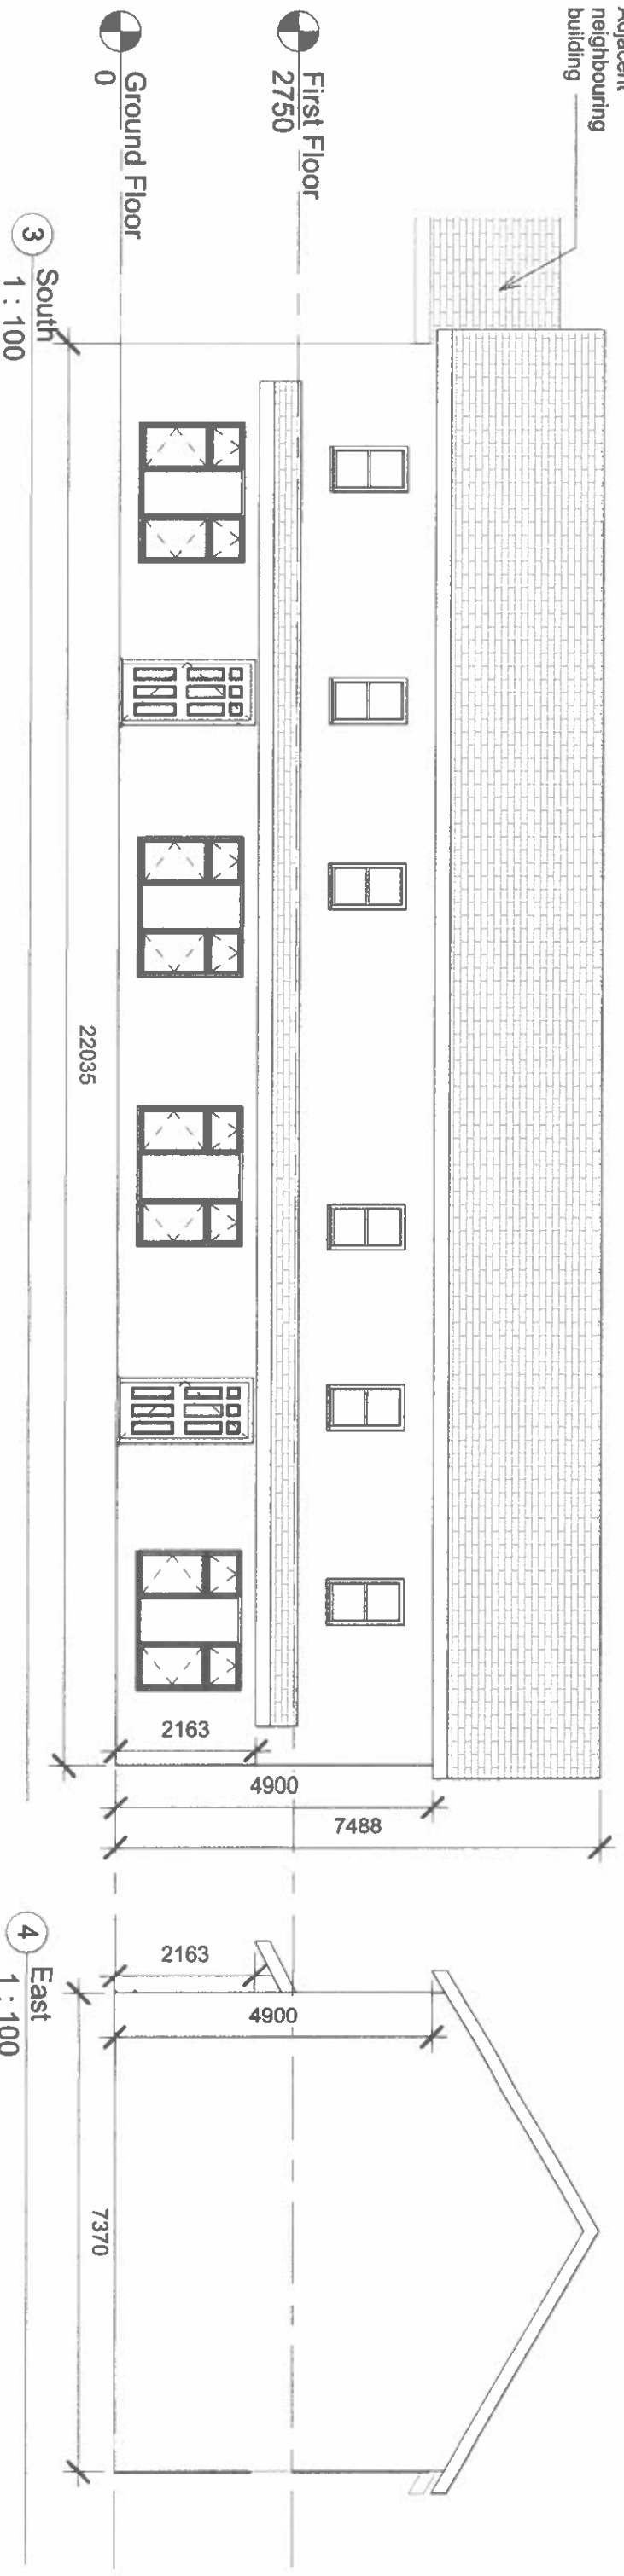 Adjacent
neighbouring
building
First Floor
2750
Ground Floor
0
3
South
1 : 100
22035
2163
4900
7488
4
East
1 : 100
2163
4900
7370